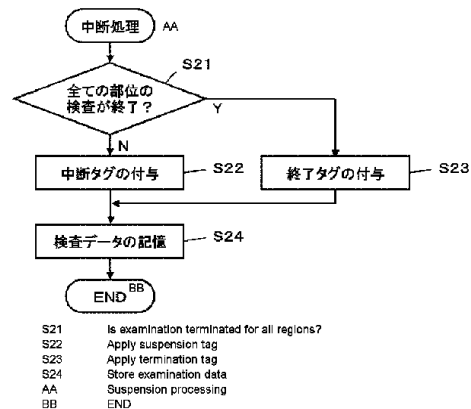 中断処理 AA
S21
全ての部位の
検査が終了？
Y
N
中断タグの付与 S22
終了タグの付与 S23
検査データの記憶 S24
END BB
S21 Is examination terminated for all regions?
S22 Apply suspension tag
S23 Apply termination tag
S24 Store examination data
AA Suspension processing
BB END